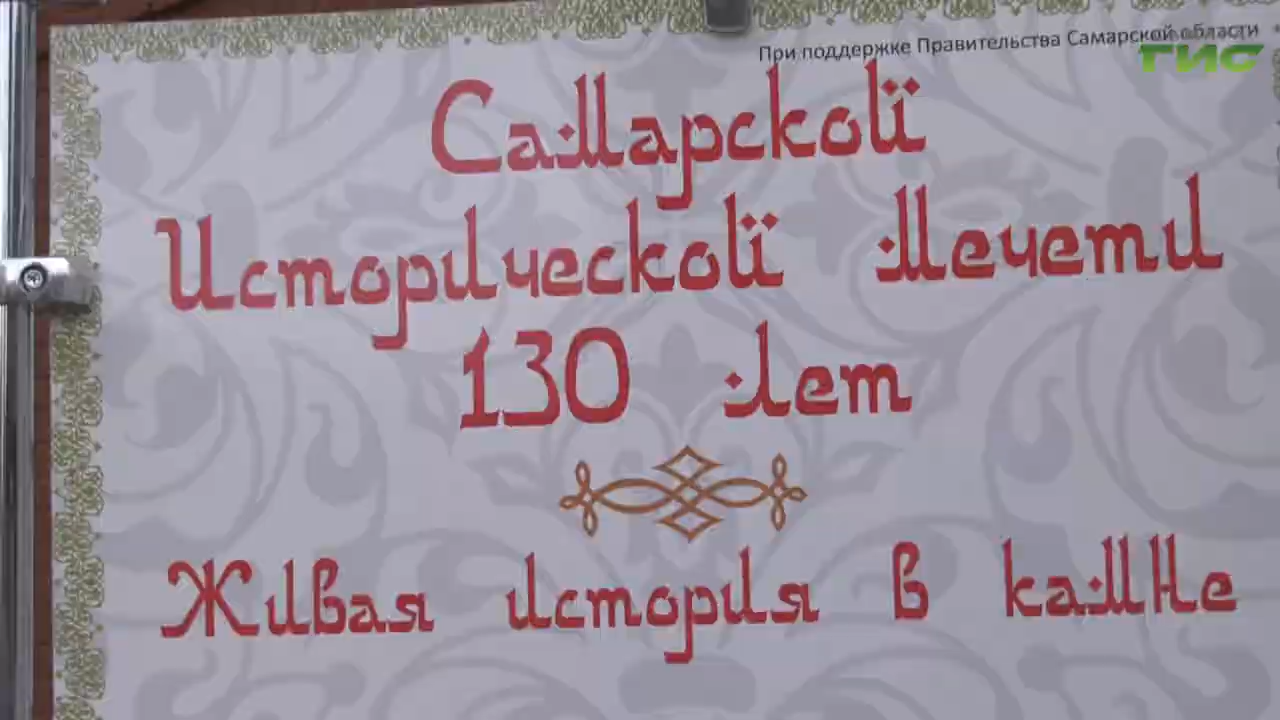 При поддержке Правительства Самарской области
ГИС
Самарской
Исторической мечети
130 лет
Живая история в камне